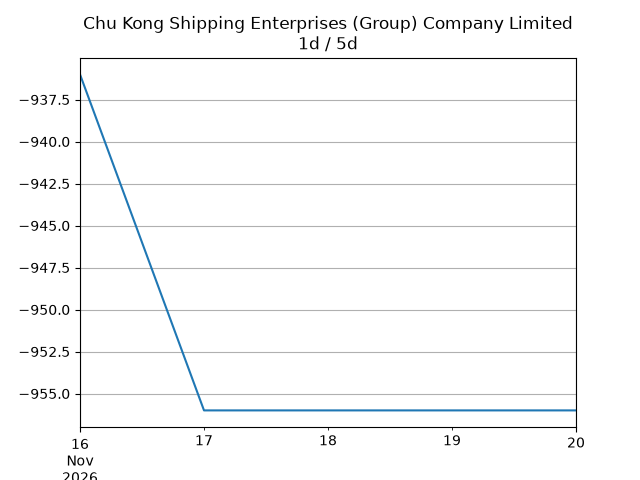 Chu Kong Shipping Enterprises (Group) Company Limited
1d / 5d
−937.5
−940.0
−942.5
−945.0
−947.5
−950.0
−952.5
−955.0
16 17 18 19 20
Nov
2026